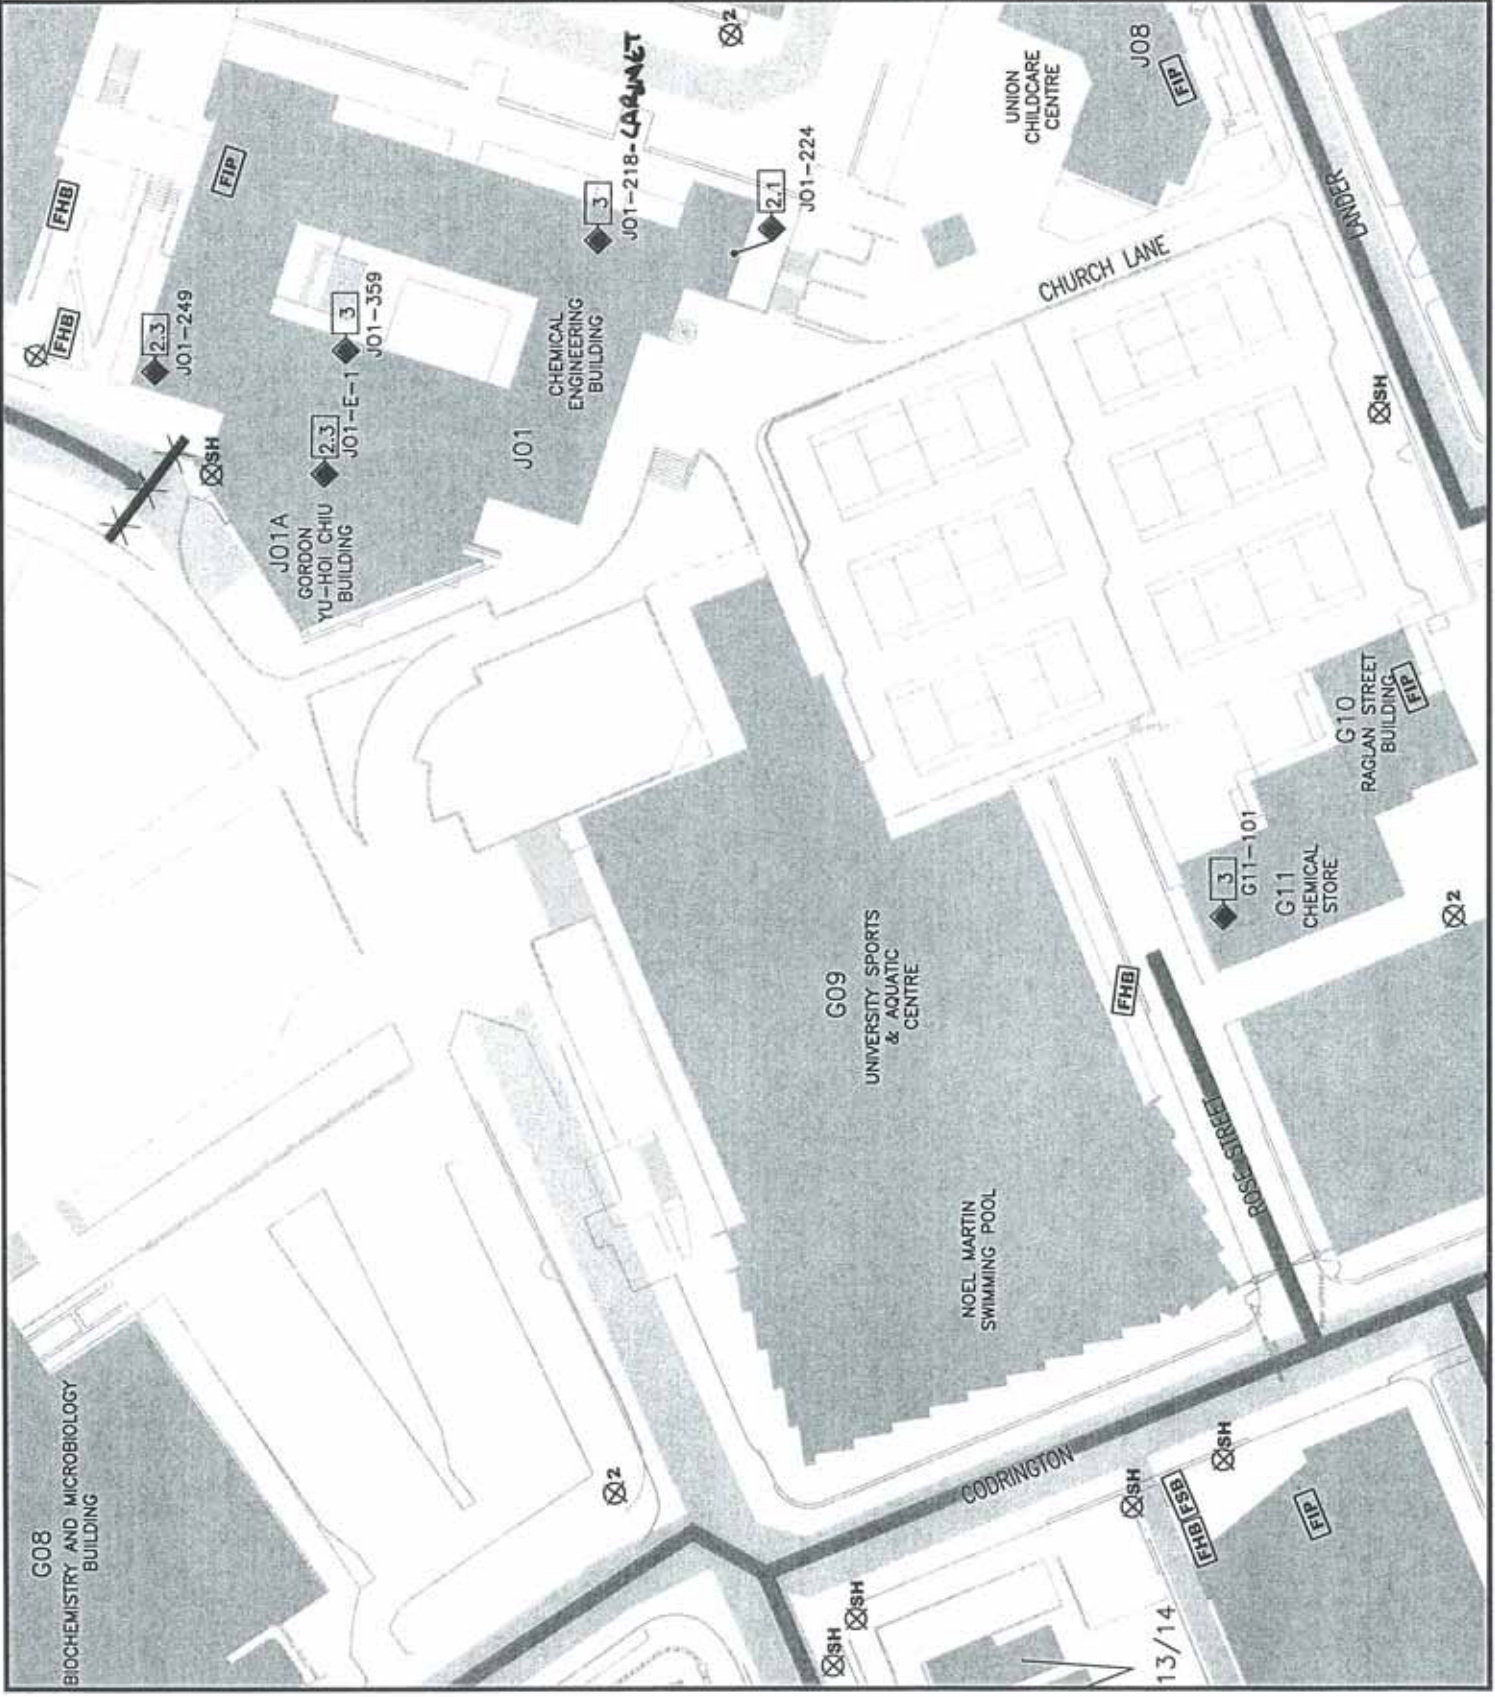 G08
BIOCHEMISTRY AND MICROBIOLOGY
BUILDING
FHB
FHB
2.3
J01-249
FIP
SH
3
J01-359
2.3
J01-E-1
J01A
GORDON
YU-HOI CHIU
BUILDING
CHEMICAL
ENGINEERING
BUILDING
J01
3
J01-218-CABINET
2
2.1
J01-224
UNION
CHILDCARE
CENTRE
J08
FIP
CHURCH LANE
LANDER
SH
G09
UNIVERSITY SPORTS
& AQUATIC
CENTRE
NOEL MARTIN
SWIMMING POOL
G10
RAGLAN STREET
BUILDING
FIP
3
G11-101
G11
CHEMICAL
STORE
2
FHB
ROSE STREET
CODRINGTON
2
SH
SH
SH
SH
FHB FSB
FIP
13/14